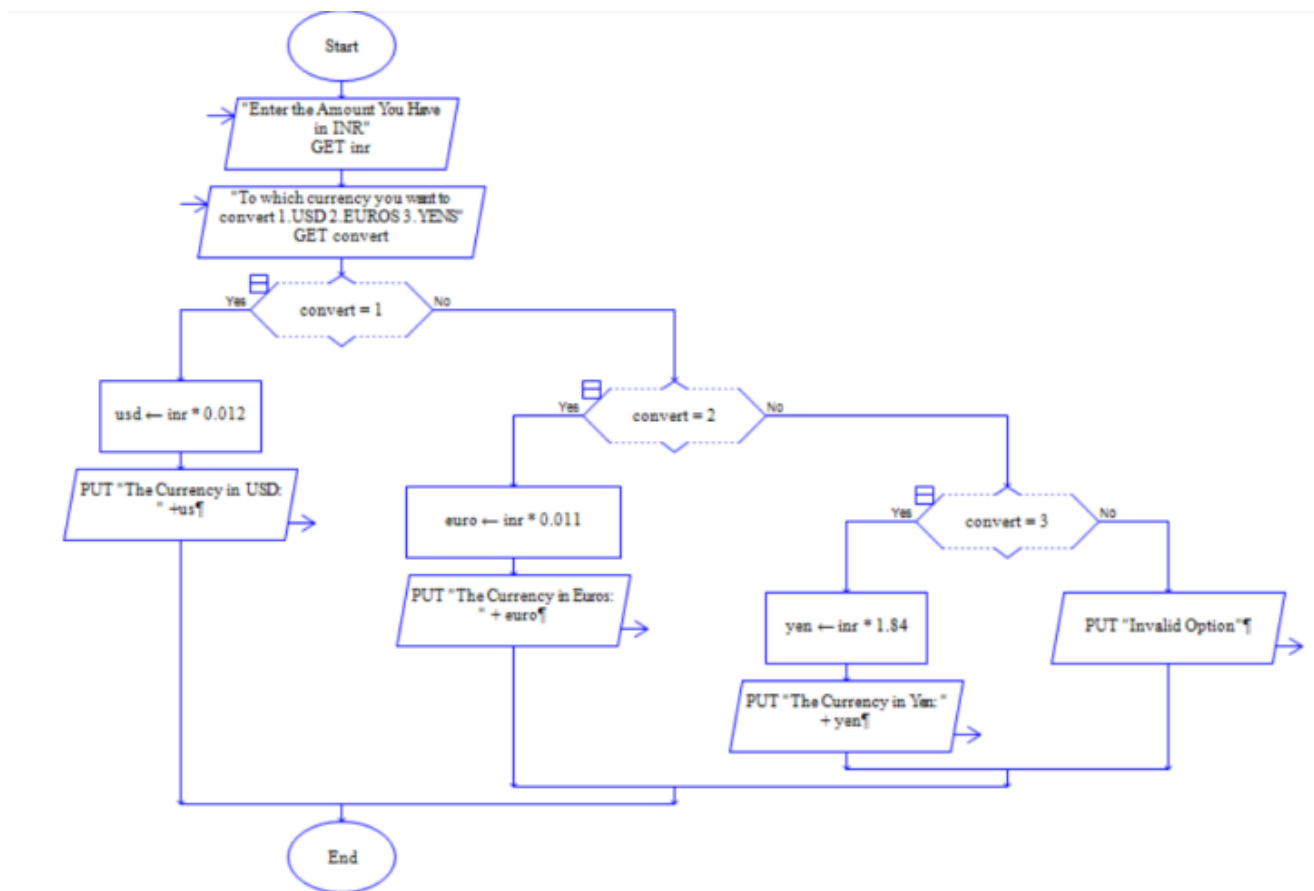 Start
"Enter the Amount You Have
in INR"
GET inr
"To which currency you want to
convert 1.USD 2.EUROS 3.YENS"
GET convert
Yes
convert = 1
No
usd ← inr * 0.012
PUT "The Currency in USD:
" +us¶
Yes
convert = 2
No
euro ← inr * 0.011
PUT "The Currency in Euros:
" + euro¶
Yes
convert = 3
No
yen ← inr * 1.84
PUT "The Currency in Yen: "
+ yen¶
PUT "Invalid Option"¶
End